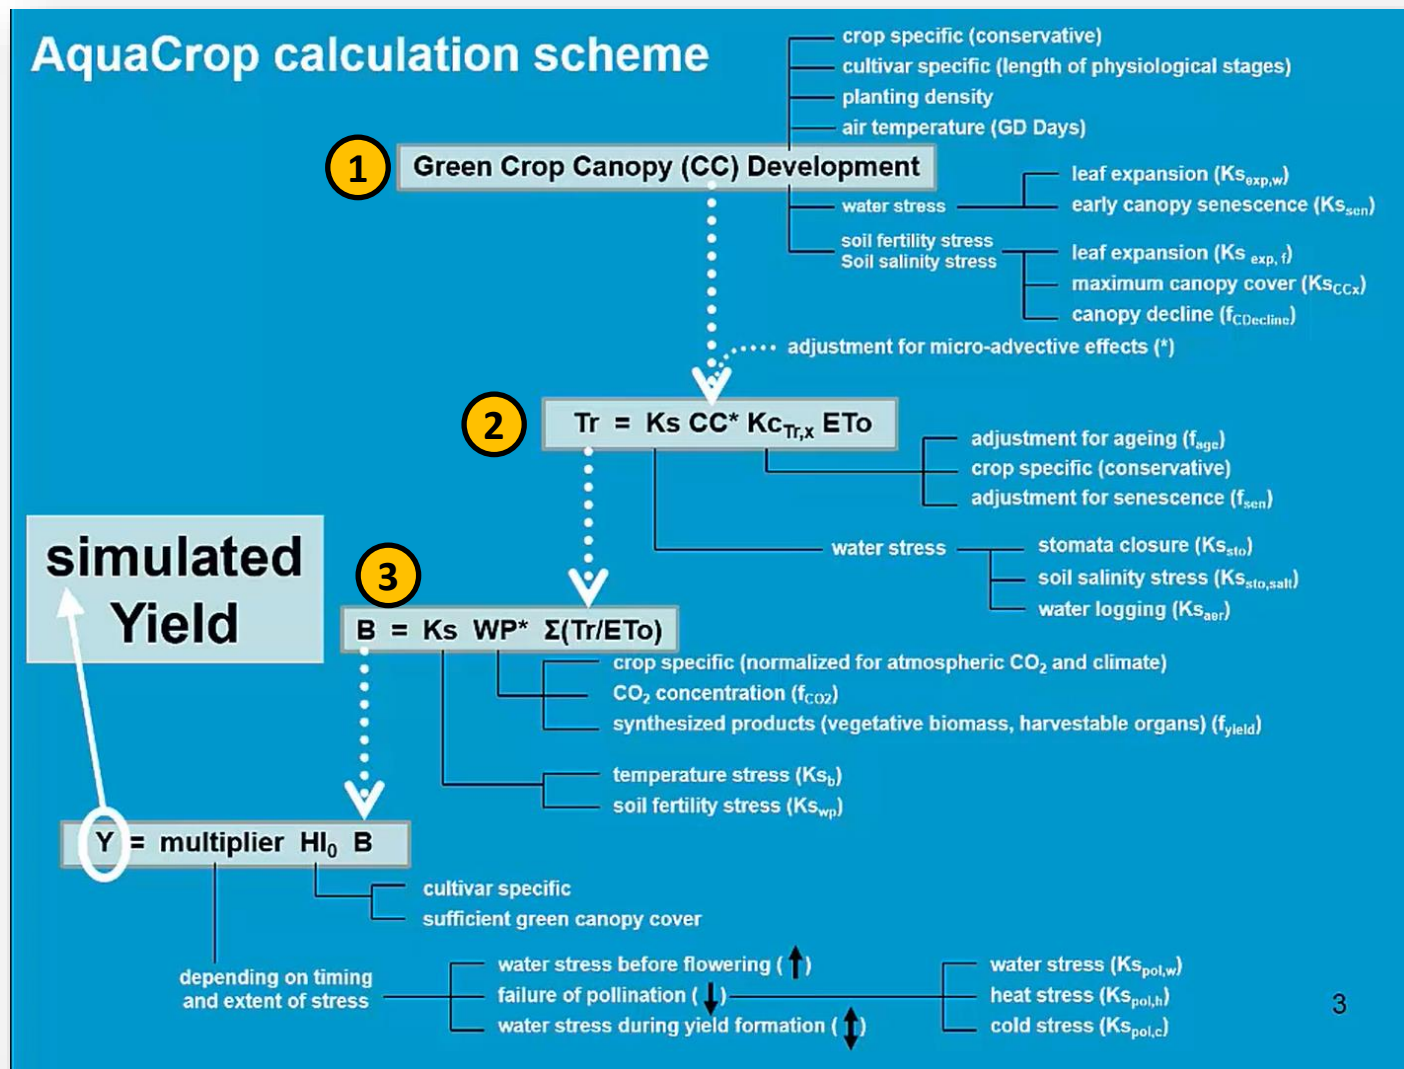 AquaCrop calculation scheme
crop specific (conservative)
cultivar specific (length of physiological stages)
planting density
air temperature (GD Days)
1
Green Crop Canopy (CC) Development
water stress
leaf expansion (Ks_exp,w)
early canopy senescence (Ks_sen)
soil fertility stress
Soil salinity stress
leaf expansion (Ks_exp, f)
maximum canopy cover (Ks_CCx)
canopy decline (f_CDecline)
adjustment for micro-advective effects (*)
2
Tr = Ks CC* Kc_Tr,x ETo
adjustment for ageing (f_age)
crop specific (conservative)
adjustment for senescence (f_sen)
water stress
stomata closure (Ks_sto)
soil salinity stress (Ks_sto,salt)
water logging (Ks_aer)
simulated
Yield
3
B = Ks WP* Σ(Tr/ETo)
crop specific (normalized for atmospheric CO₂ and climate)
CO₂ concentration (f_CO2)
synthesized products (vegetative biomass, harvestable organs) (f_yield)
temperature stress (Ks_b)
soil fertility stress (Ks_wp)
Y = multiplier HI₀ B
cultivar specific
sufficient green canopy cover
depending on timing
and extent of stress
water stress before flowering (↑)
failure of pollination (↓)
water stress during yield formation (↕)
water stress (Ks_pol,w)
heat stress (Ks_pol,h)
cold stress (Ks_pol,c)
3